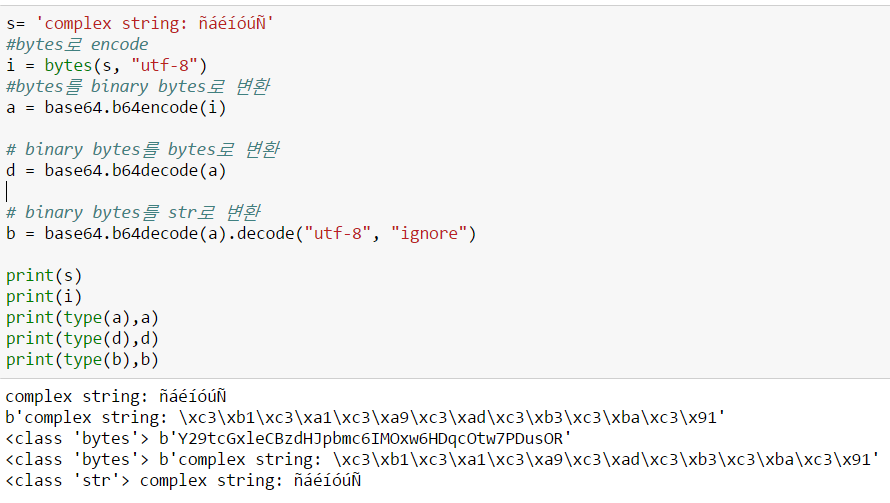 s= 'complex string: ñáéíóúÑ'
#bytes로 encode
i = bytes(s, "utf-8")
#bytes를 binary bytes로 변환
a = base64.b64encode(i)
# binary bytes를 bytes로 변환
d = base64.b64decode(a)
# binary bytes를 str로 변환
b = base64.b64decode(a).decode("utf-8", "ignore")
print(s)
print(i)
print(type(a),a)
print(type(d),d)
print(type(b),b)
complex string: ñáéíóúÑ
b'complex string: \xc3\xb1\xc3\xa1\xc3\xa9\xc3\xad\xc3\xb3\xc3\xba\xc3\x91'
<class 'bytes'> b'Y29tcGxleCBzdHJpbmc6IMOxw6HDqcOtw7PDusOR'
<class 'bytes'> b'complex string: \xc3\xb1\xc3\xa1\xc3\xa9\xc3\xad\xc3\xb3\xc3\xba\xc3\x91'
<class 'str'> complex string: ñáéíóúÑ